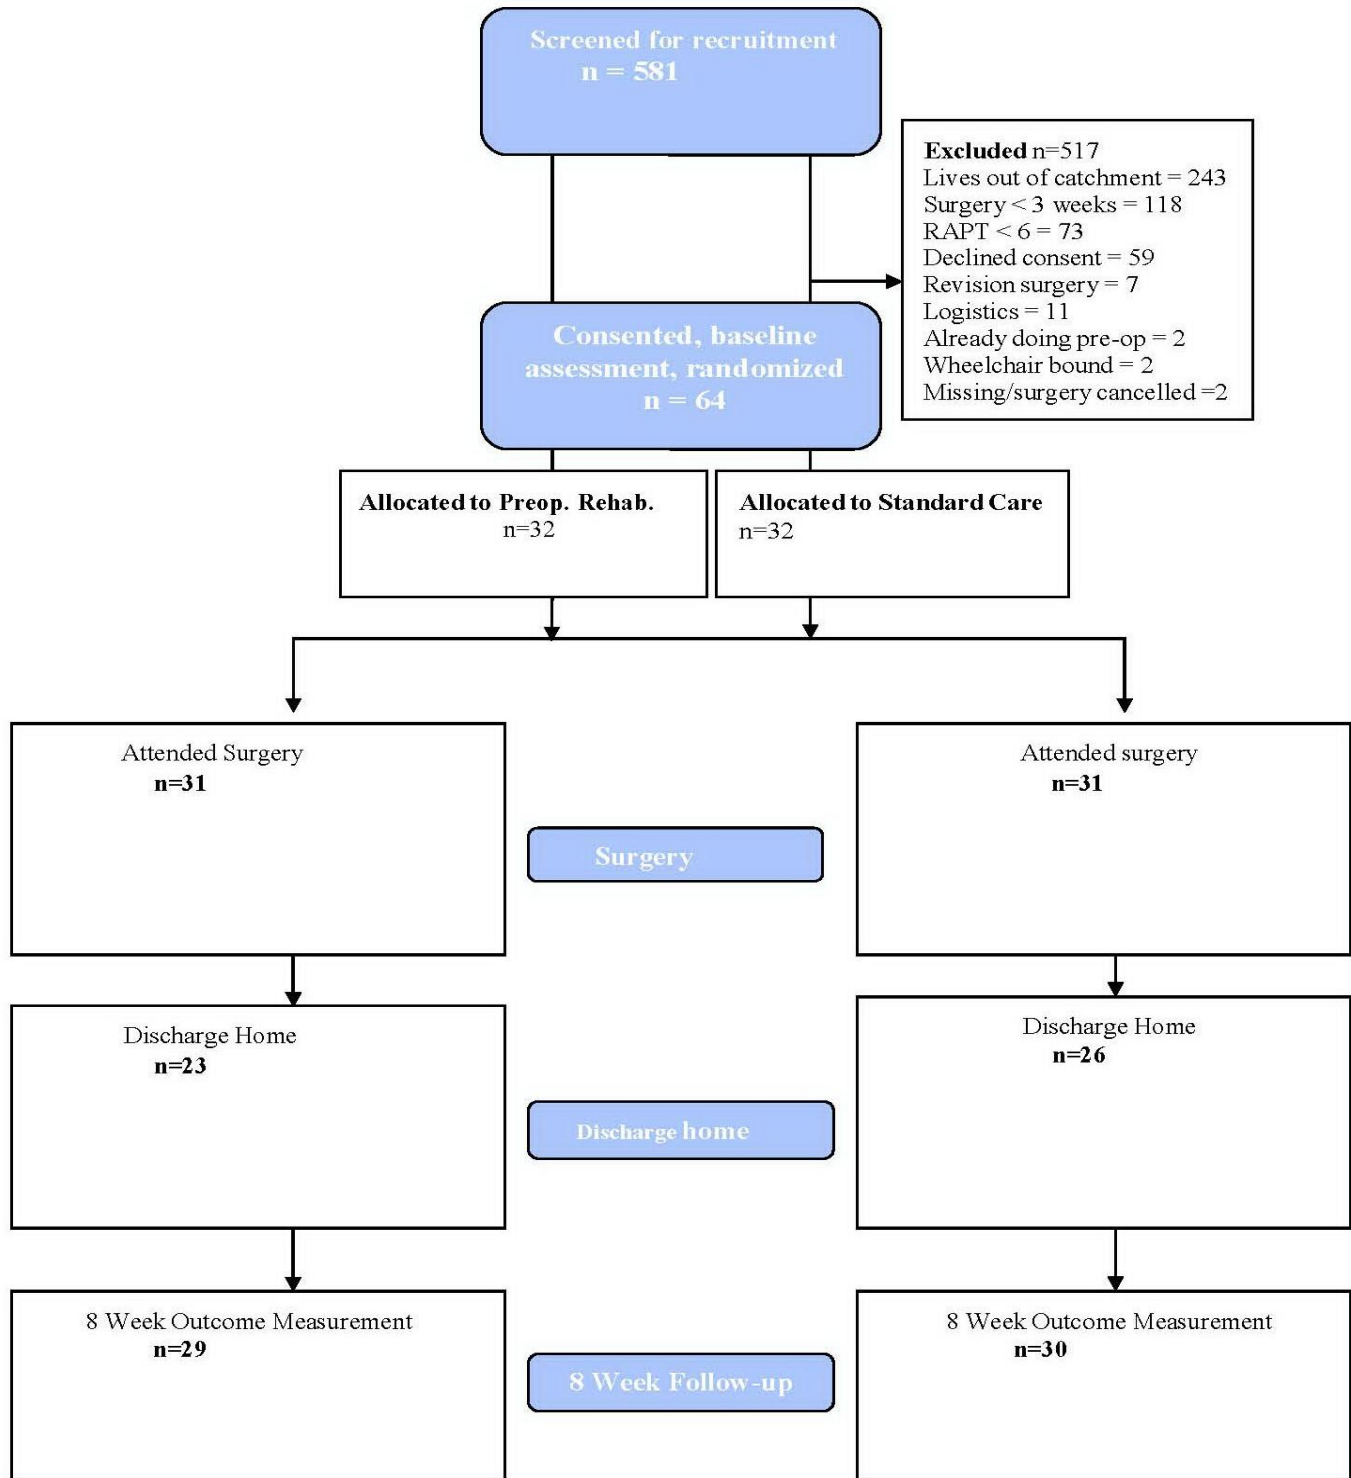 Screened for recruitment
n = 581
Excluded n=517
Lives out of catchment = 243
Surgery < 3 weeks = 118
RAPT < 6 = 73
Declined consent = 59
Revision surgery = 7
Logistics = 11
Already doing pre-op = 2
Wheelchair bound = 2
Missing/surgery cancelled =2
Consented, baseline
assessment, randomized
n = 64
Allocated to Preop. Rehab.
n=32
Allocated to Standard Care
n=32
Attended Surgery
n=31
Attended surgery
n=31
Surgery
Discharge Home
n=23
Discharge Home
n=26
Discharge home
8 Week Outcome Measurement
n=29
8 Week Outcome Measurement
n=30
8 Week Follow-up